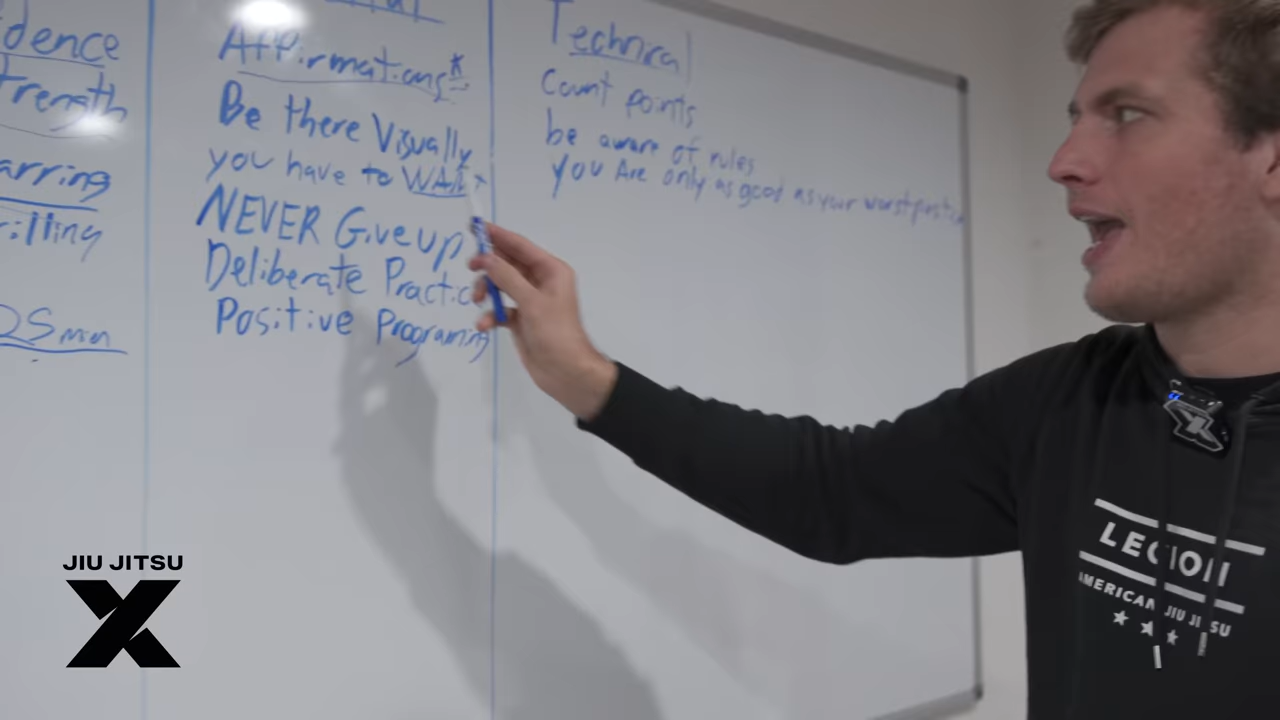 dence
trength
arring
rilling
25min
Affirmations*
Be there Visually
you have to WANT
NEVER Give up
Deliberate Practic
Positive Programing
Technical
Count points
be aware of rules
you Are only as good as your worst position
JIU JITSU
X
LEGION
AMERICAN JIU JITSU